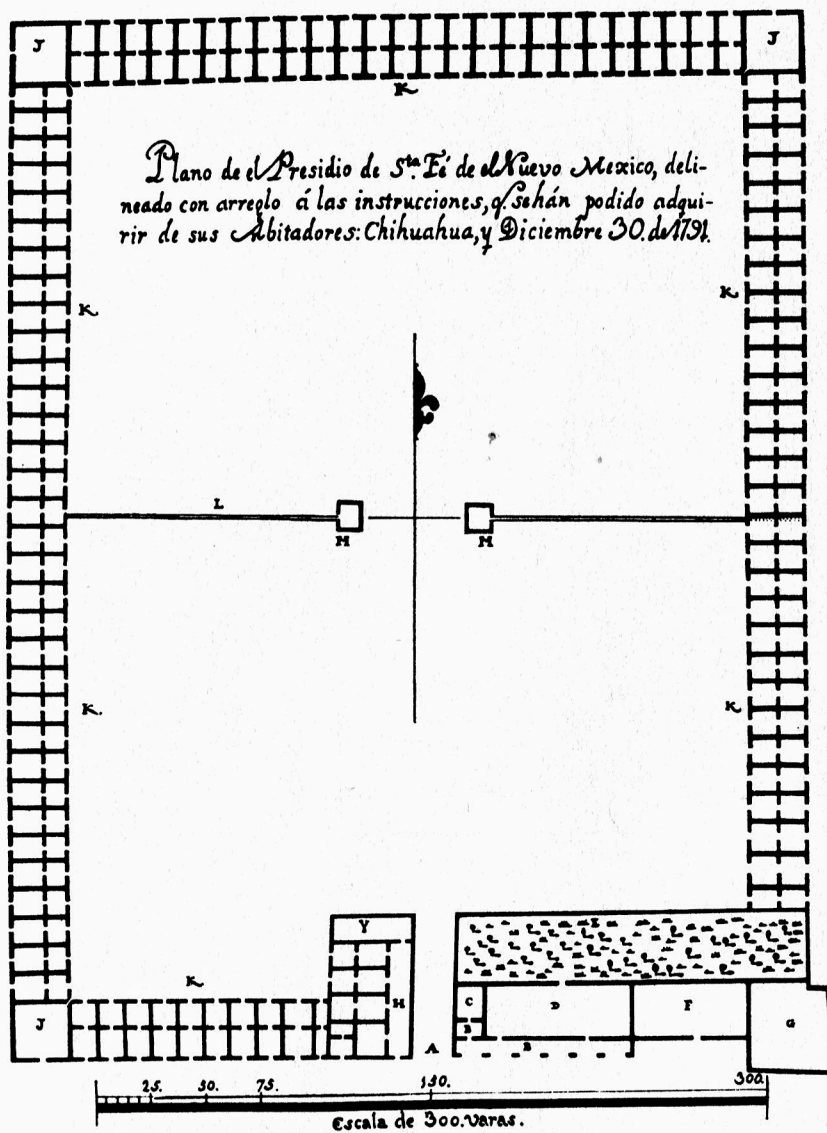 J
J
K
Plano de el Presidio de Sta. Fé de el Nuevo Mexico, deli-
neado con arreglo á las instrucciones, q.e se hán podido adqui-
rir de sus Abitadores: Chihuahua, y Diciembre 30. de 1791.
K
K
L
M
M
K.
K
Y
E
K
H
C
D
F
J
B
G
A
B
25. 50. 75. 150. 300.
Escala de 300. varas.